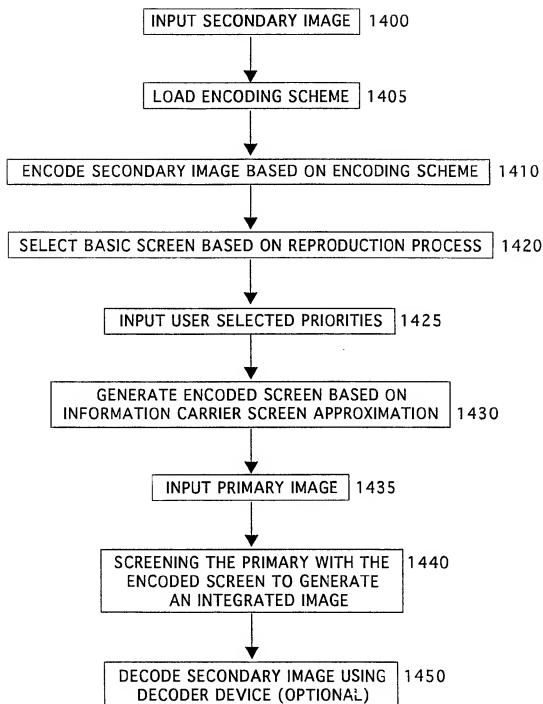 INPUT SECONDARY IMAGE 1400
LOAD ENCODING SCHEME 1405
ENCODE SECONDARY IMAGE BASED ON ENCODING SCHEME 1410
SELECT BASIC SCREEN BASED ON REPRODUCTION PROCESS 1420
INPUT USER SELECTED PRIORITIES 1425
GENERATE ENCODED SCREEN BASED ON
INFORMATION CARRIER SCREEN APPROXIMATION 1430
INPUT PRIMARY IMAGE 1435
SCREENING THE PRIMARY WITH THE 1440
ENCODED SCREEN TO GENERATE
AN INTEGRATED IMAGE
DECODE SECONDARY IMAGE USING 1450
DECODER DEVICE (OPTIONAL)